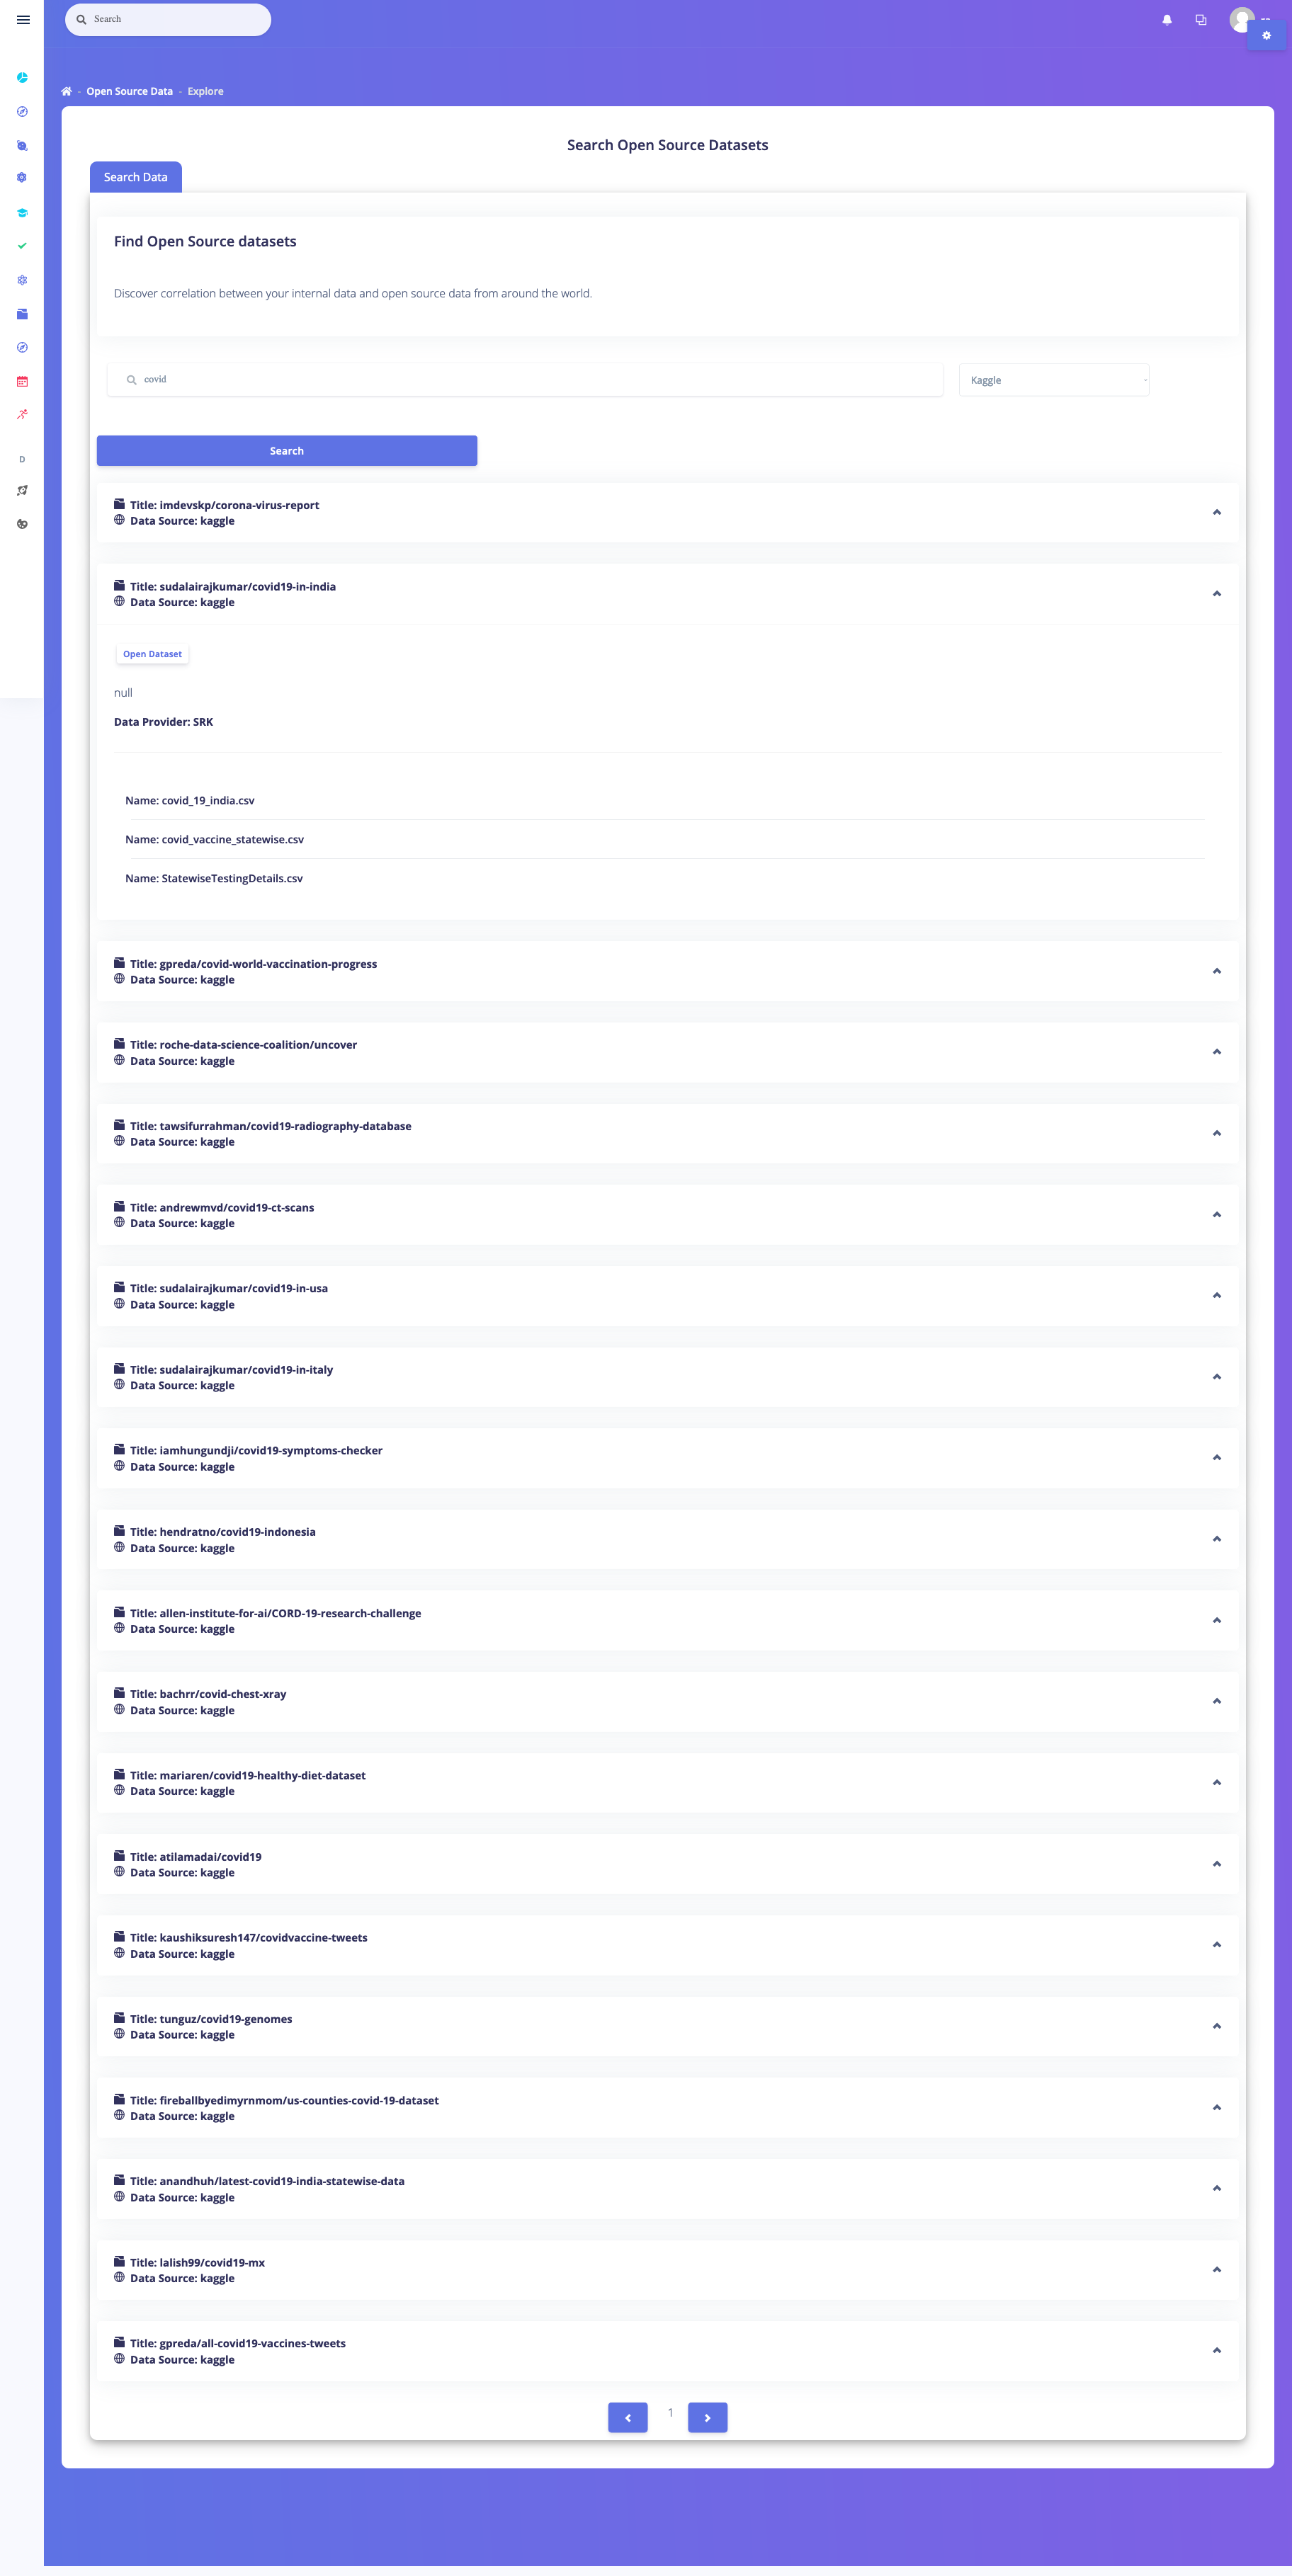 Search
- Open Source Data - Explore
Search Open Source Datasets
Search Data
Find Open Source datasets
Discover correlation between your internal data and open source data from around the world.
covid
Kaggle
Search
Title: imdevskp/corona-virus-report
Data Source: kaggle
Title: sudalairajkumar/covid19-in-india
Data Source: kaggle
Open Dataset
null
Data Provider: SRK
Name: covid_19_india.csv
Name: covid_vaccine_statewise.csv
Name: StatewiseTestingDetails.csv
Title: gpreda/covid-world-vaccination-progress
Data Source: kaggle
Title: roche-data-science-coalition/uncover
Data Source: kaggle
Title: tawsifurrahman/covid19-radiography-database
Data Source: kaggle
Title: andrewmvd/covid19-ct-scans
Data Source: kaggle
Title: sudalairajkumar/covid19-in-usa
Data Source: kaggle
Title: sudalairajkumar/covid19-in-italy
Data Source: kaggle
Title: iamhungundji/covid19-symptoms-checker
Data Source: kaggle
Title: hendratno/covid19-indonesia
Data Source: kaggle
Title: allen-institute-for-ai/CORD-19-research-challenge
Data Source: kaggle
Title: bachrr/covid-chest-xray
Data Source: kaggle
Title: mariaren/covid19-healthy-diet-dataset
Data Source: kaggle
Title: atilamadai/covid19
Data Source: kaggle
Title: kaushiksuresh147/covidvaccine-tweets
Data Source: kaggle
Title: tunguz/covid19-genomes
Data Source: kaggle
Title: fireballbyedimyrnmom/us-counties-covid-19-dataset
Data Source: kaggle
Title: anandhuh/latest-covid19-india-statewise-data
Data Source: kaggle
Title: lalish99/covid19-mx
Data Source: kaggle
Title: gpreda/all-covid19-vaccines-tweets
Data Source: kaggle
1
D